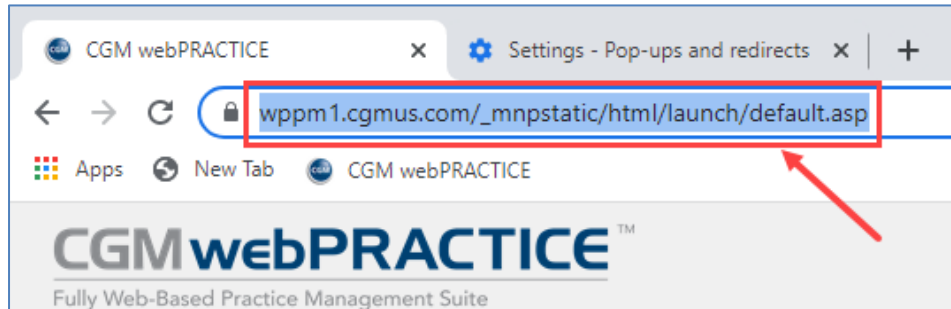 CGM webPRACTICE Settings - Pop-ups and redirects
wppm1.cgmus.com/_mnpstatic/html/launch/default.asp
Apps New Tab CGM webPRACTICE
CGM webPRACTICE™
Fully Web-Based Practice Management Suite